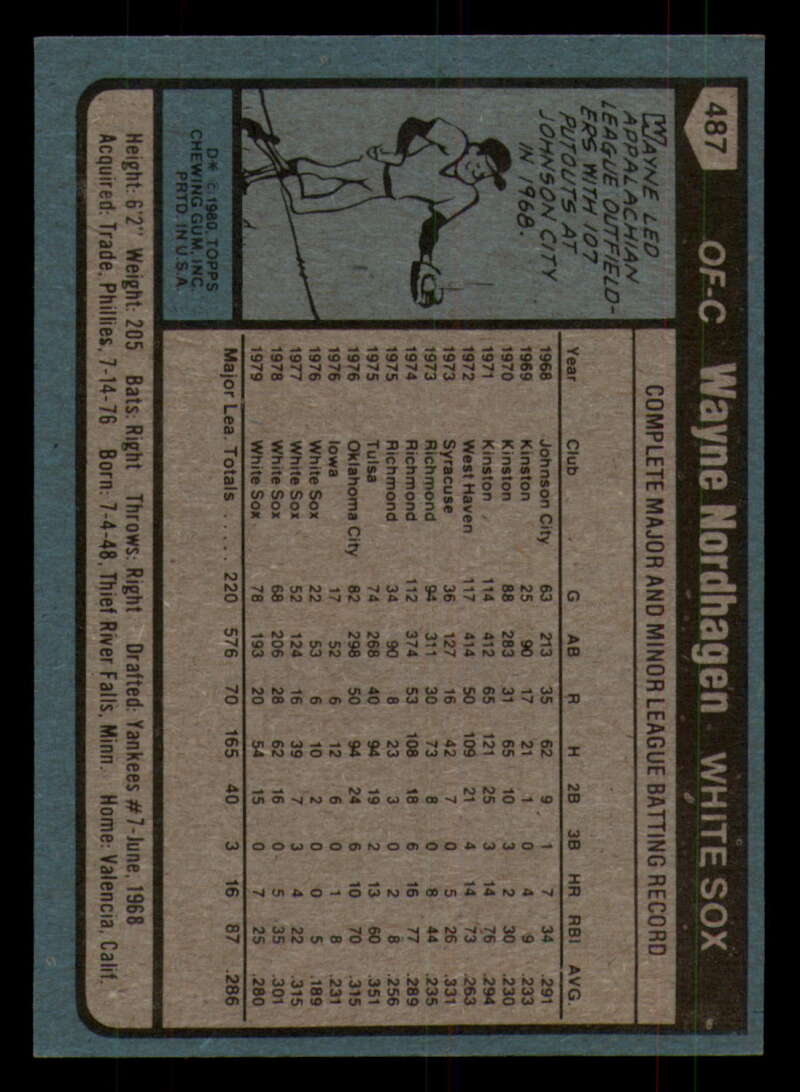 487 OF-C Wayne Nordhagen WHITE SOX
WAYNE LED
APPALACHIAN
LEAGUE OUTFIELD-
ERS WITH 107
PUTOUTS AT
JOHNSON CITY
IN 1968.
D* © 1980, TOPPS
CHEWING GUM, INC.
PRTD. IN U.S.A.
COMPLETE MAJOR AND MINOR LEAGUE BATTING RECORD
Year Club G AB R H 2B 3B HR RBI AVG.
1968 Johnson City 63 213 35 62 9 1 7 34 .291
1969 Kinston 25 90 17 21 1 0 4 9 .233
1970 Kinston 88 283 31 65 10 3 2 30 .230
1971 Kinston 114 412 65 121 25 3 14 76 .294
1972 West Haven 117 414 50 109 21 4 14 73 .263
1973 Syracuse 36 127 16 42 7 0 5 26 .331
1973 Richmond 94 311 30 73 8 0 8 44 .235
1974 Richmond 112 374 53 108 18 6 16 77 .289
1975 Richmond 34 90 8 23 3 0 2 8 .256
1975 Tulsa 74 268 40 94 19 2 13 60 .351
1976 Oklahoma City 82 298 50 94 24 6 10 70 .315
1976 Iowa 17 52 6 12 6 0 1 8 .231
1976 White Sox 22 53 6 10 2 0 0 5 .189
1977 White Sox 52 124 16 39 7 3 4 22 .315
1978 White Sox 68 206 28 62 16 0 5 35 .301
1979 White Sox 78 193 20 54 15 0 7 25 .280
Major Lea. Totals ..... 220 576 70 165 40 3 16 87 .286
Height: 6'2" Weight: 205 Bats: Right Throws: Right Drafted: Yankees #7-June, 1968
Acquired: Trade, Phillies, 7-14-76 Born: 7-4-48, Thief River Falls, Minn. Home: Valencia, Calif.